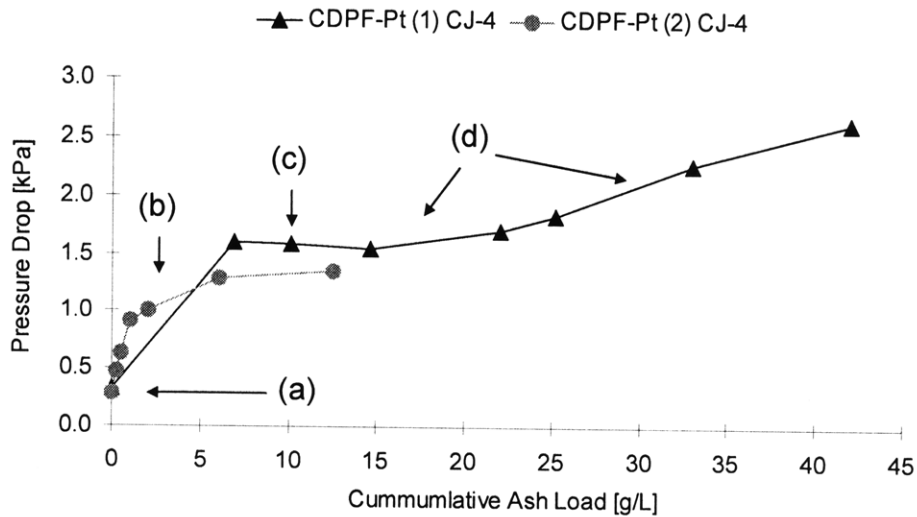 CDPF-Pt (1) CJ-4 CDPF-Pt (2) CJ-4
3.0
2.5
2.0
1.5
1.0
0.5
0.0
Pressure Drop [kPa]
(a)
(b)
(c)
(d)
0 5 10 15 20 25 30 35 40 45
Cummumlative Ash Load [g/L]